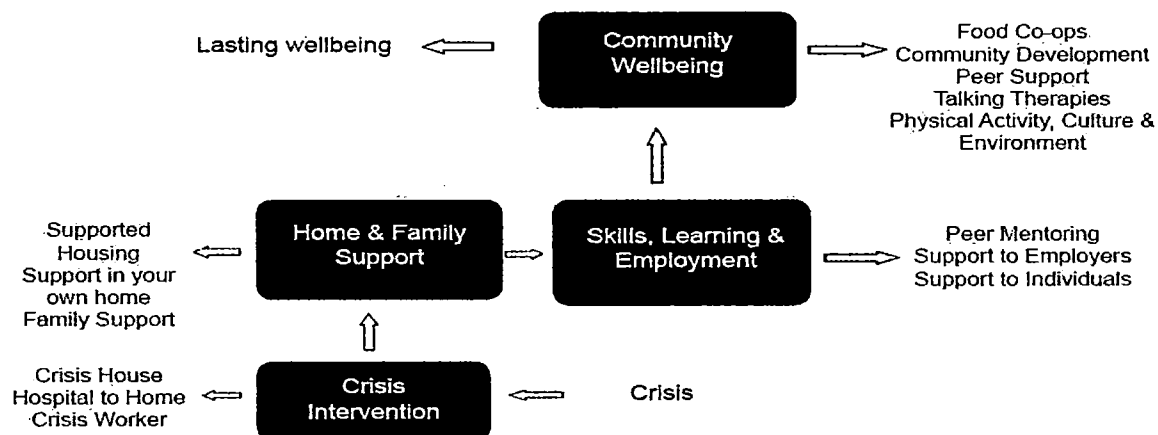 Lasting wellbeing
Community
Wellbeing
Food Co-ops
Community Development
Peer Support
Talking Therapies
Physical Activity, Culture &
Environment
Supported
Housing
Support in your
own home
Family Support
Home & Family
Support
Skills, Learning &
Employment
Peer Mentoring
Support to Employers
Support to Individuals
Crisis House
Hospital to Home
Crisis Worker
Crisis
Intervention
Crisis